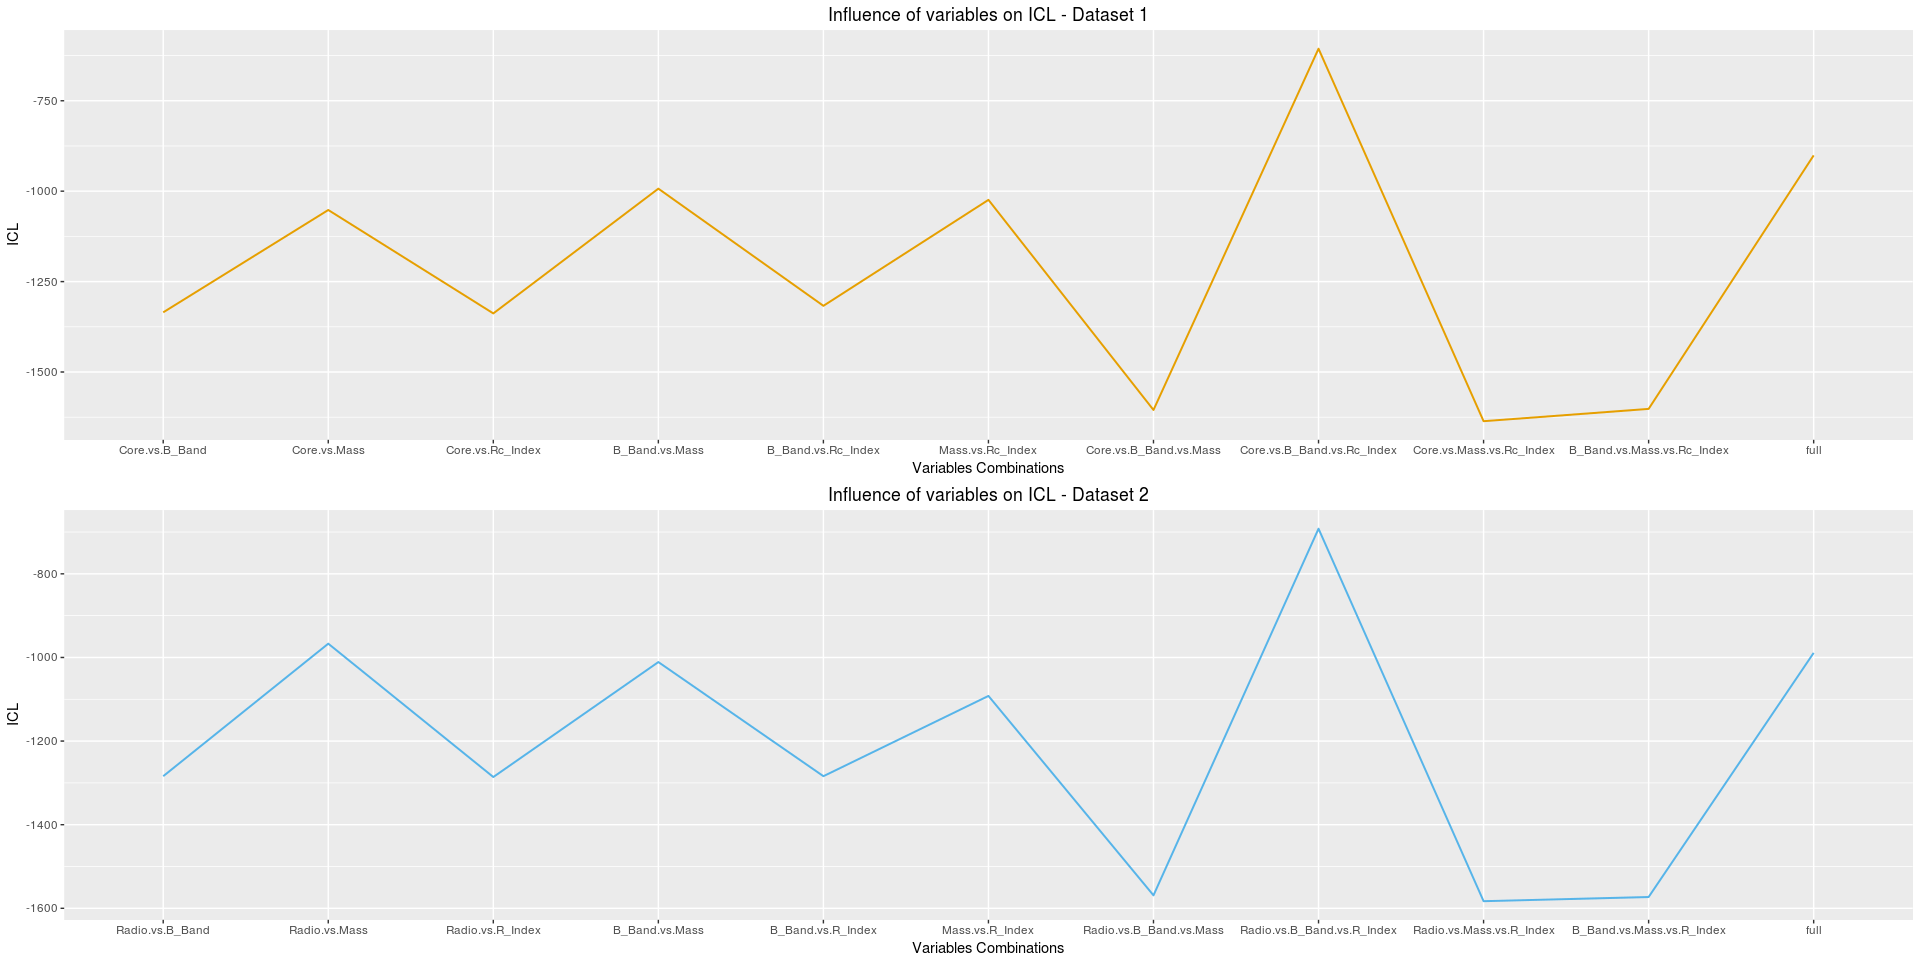 Influence of variables on ICL - Dataset 1
ICL
-750
-1000
-1250
-1500
Core.vs.B_Band Core.vs.Mass Core.vs.Rc_Index B_Band.vs.Mass B_Band.vs.Rc_Index Mass.vs.Rc_Index Core.vs.B_Band.vs.Mass Core.vs.B_Band.vs.Rc_Index Core.vs.Mass.vs.Rc_Index B_Band.vs.Mass.vs.Rc_Index full
Variables Combinations
Influence of variables on ICL - Dataset 2
ICL
-800
-1000
-1200
-1400
-1600
Radio.vs.B_Band Radio.vs.Mass Radio.vs.R_Index B_Band.vs.Mass B_Band.vs.R_Index Mass.vs.R_Index Radio.vs.B_Band.vs.Mass Radio.vs.B_Band.vs.R_Index Radio.vs.Mass.vs.R_Index B_Band.vs.Mass.vs.R_Index full
Variables Combinations